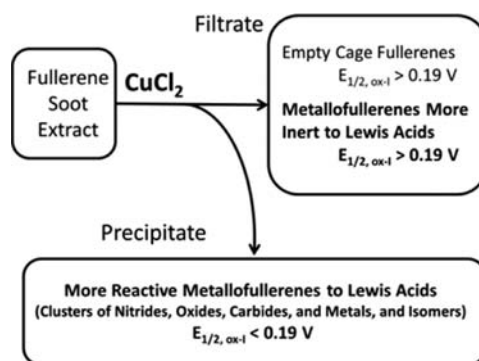 Filtrate
Fullerene
Soot
Extract
CuCl₂
Empty Cage Fullerenes
E₁/₂, ox-I > 0.19 V
Metallofullerenes More
Inert to Lewis Acids
E₁/₂, ox-I > 0.19 V
Precipitate
More Reactive Metallofullerenes to Lewis Acids
(Clusters of Nitrides, Oxides, Carbides, and Metals, and Isomers)
E₁/₂, ox-I < 0.19 V